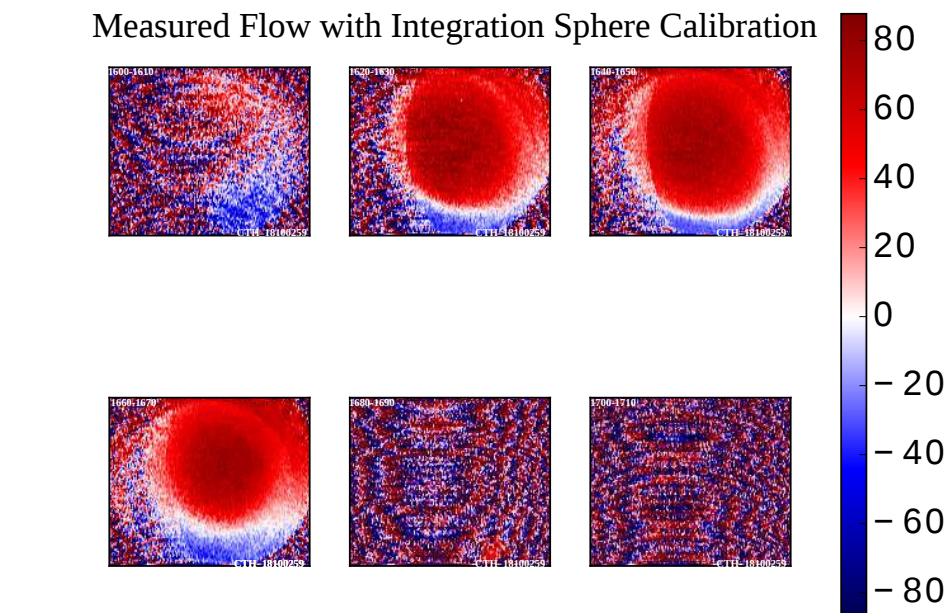 Measured Flow with Integration Sphere Calibration
1600-1610
1620-1630
1640-1650
CTH-18100259
CTH-18100259
CTH-18100259
1660-1670
1680-1690
1700-1710
CTH-18100259
CTH-18100259
CTH-18100259
80
60
40
20
0
−20
−40
−60
−80